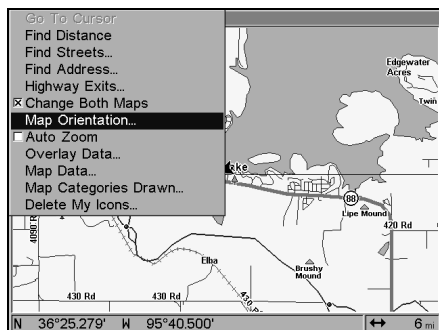 Go To Cursor
Find Distance
Find Streets...
Find Address...
Highway Exits...
Change Both Maps
Map Orientation...
Auto Zoom
Overlay Data...
Map Data...
Map Categories Drawn...
Delete My Icons...
Edgewater
Acres
Twin
ke
88
Lipe Mound
420 Rd
4090 Rd
Elba
Brushy
Mound
430 Rd
430 Rd
430
N 36°25.279' W 95°40.500'
↔ 6 mi